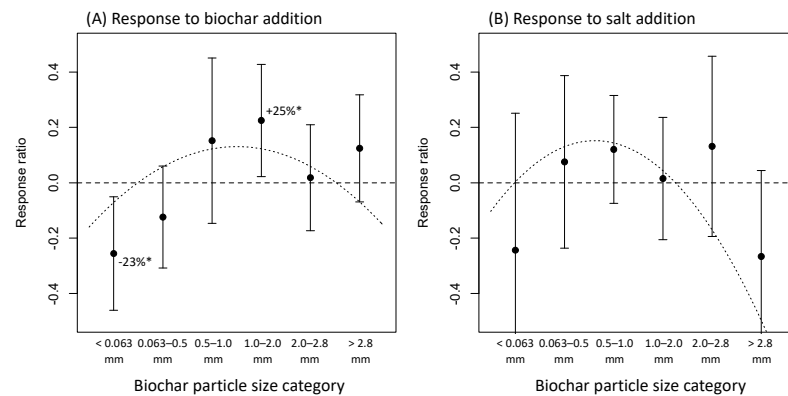 (A) Response to biochar addition
(B) Response to salt addition
Response ratio
0.4
0.2
0.0
-0.2
-0.4
+25%*
-23%*
< 0.063 mm
0.063–0.5 mm
0.5–1.0 mm
1.0–2.0 mm
2.0–2.8 mm
> 2.8 mm
Biochar particle size category
Response ratio
0.4
0.2
0.0
-0.2
-0.4
< 0.063 mm
0.063–0.5 mm
0.5–1.0 mm
1.0–2.0 mm
2.0–2.8 mm
> 2.8 mm
Biochar particle size category